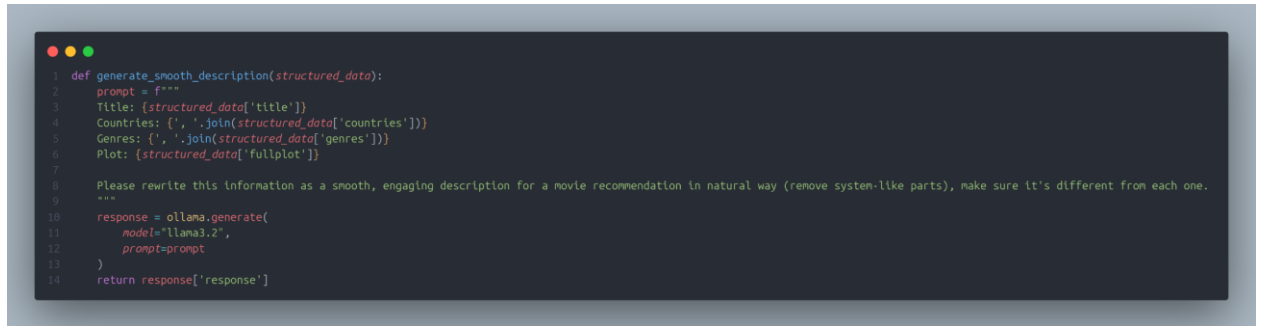 1 def generate_smooth_description(structured_data):
2     prompt = f"""
3     Title: {structured_data['title']}
4     Countries: {', '.join(structured_data['countries'])}
5     Genres: {', '.join(structured_data['genres'])}
6     Plot: {structured_data['fullplot']}
7
8     Please rewrite this information as a smooth, engaging description for a movie recommendation in natural way (remove system-like parts), make sure it's different from each one.
9     """
10     response = ollama.generate(
11         model="llama3.2",
12         prompt=prompt
13     )
14     return response['response']